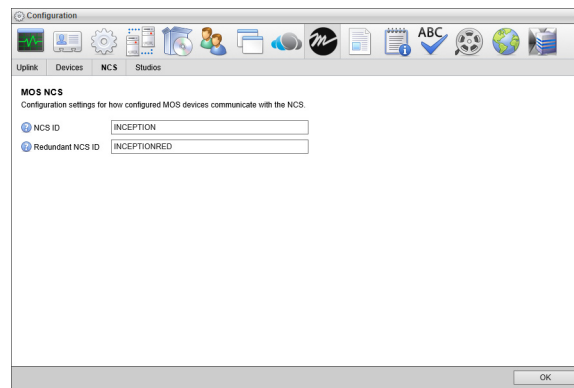 Configuration
ABC
Uplink Devices NCS Studios
MOS NCS
Configuration settings for how configured MOS devices communicate with the NCS.
NCS ID INCEPTION
Redundant NCS ID INCEPTIONRED
OK